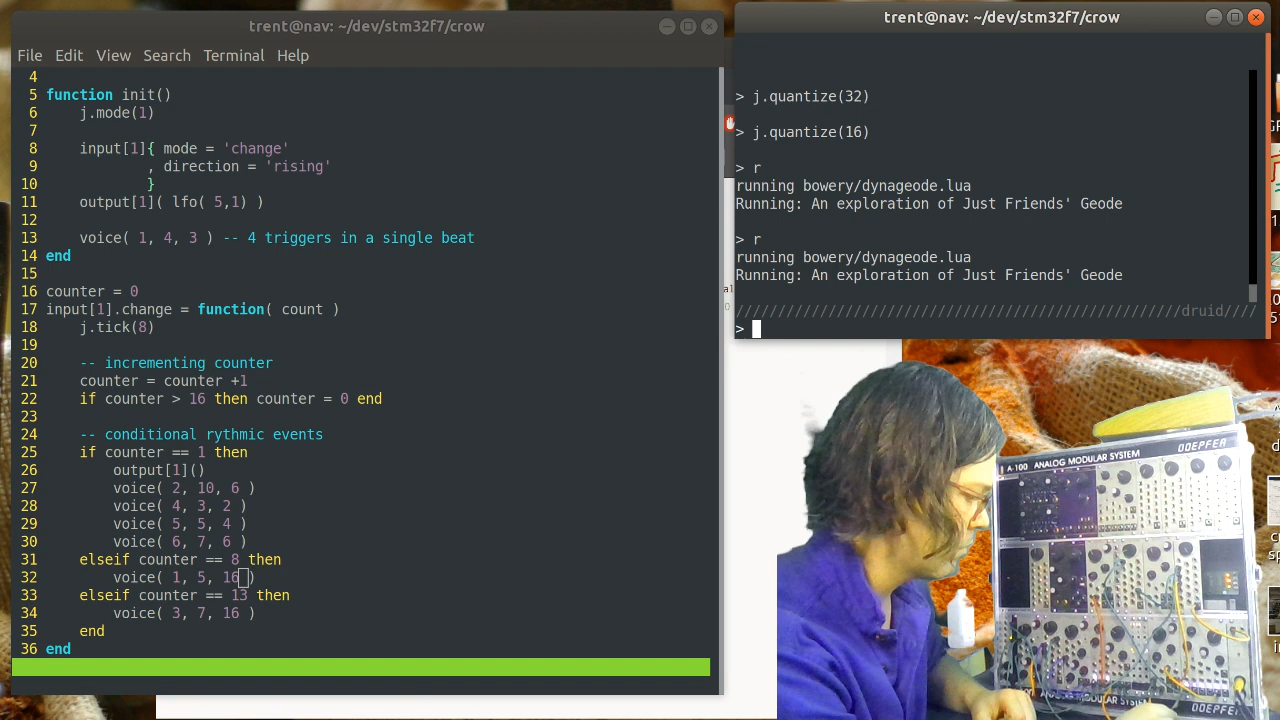 trent@nav: ~/dev/stm32f7/crow
File Edit View Search Terminal Help
4
5 function init()
6 j.mode(1)
7
8 input[1]{ mode = 'change'
9 , direction = 'rising'
10 }
11 output[1]( lfo( 5,1) )
12
13 voice( 1, 4, 3 ) -- 4 triggers in a single beat
14 end
15
16 counter = 0
17 input[1].change = function( count )
18 j.tick(8)
19
20 -- incrementing counter
21 counter = counter +1
22 if counter > 16 then counter = 0 end
23
24 -- conditional rythmic events
25 if counter == 1 then
26 output[1]()
27 voice( 2, 10, 6 )
28 voice( 4, 3, 2 )
29 voice( 5, 5, 4 )
30 voice( 6, 7, 6 )
31 elseif counter == 8 then
32 voice( 1, 5, 16 )
33 elseif counter == 13 then
34 voice( 3, 7, 16 )
35 end
36 end
trent@nav: ~/dev/stm32f7/crow
> j.quantize(32)
> j.quantize(16)
> r
running bowery/dynageode.lua
Running: An exploration of Just Friends' Geode
> r
running bowery/dynageode.lua
Running: An exploration of Just Friends' Geode
/////////////////////////////////////////////////////druid////
>
A-100 ANALOG MODULAR SYSTEM DOEPFER
A-100 ANALOG MODULAR SYSTEM DOEPFER